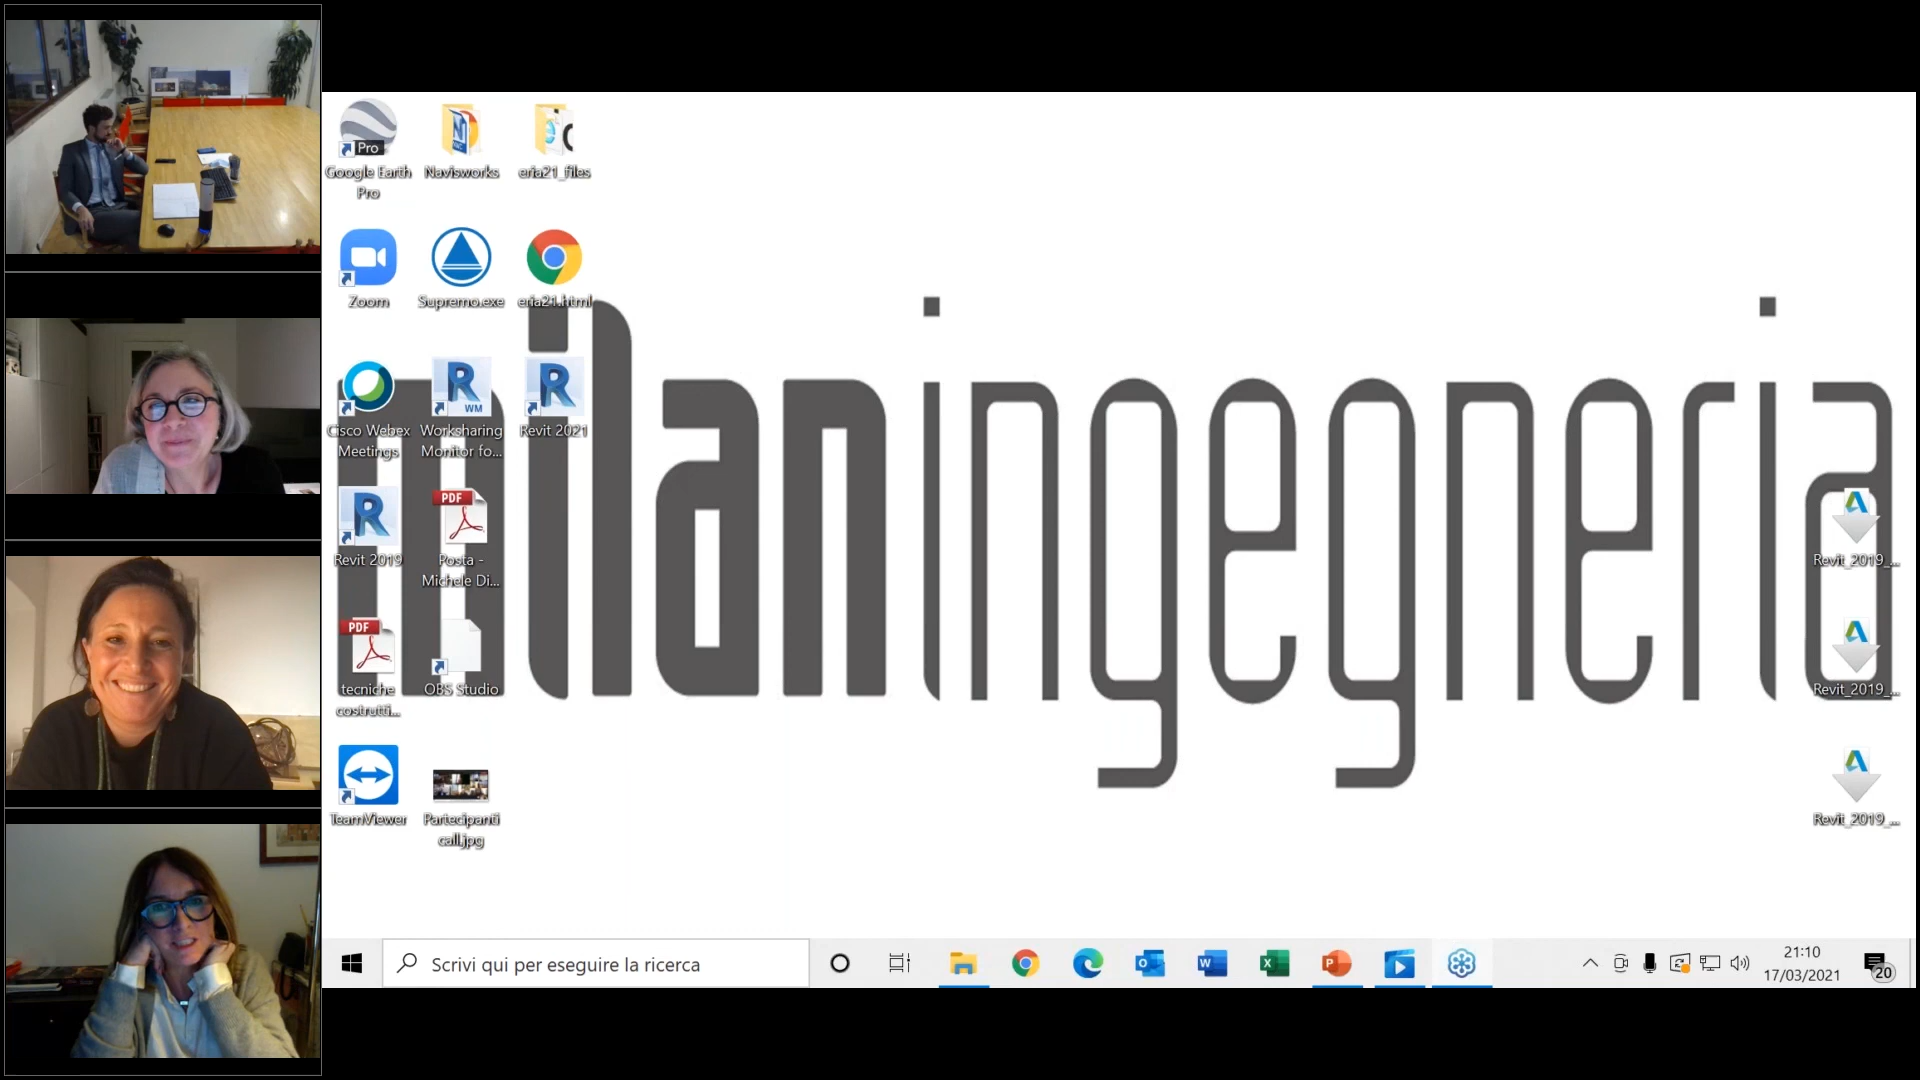 Pro
Google Earth
Pro
Navisworks
eria21_files
Zoom
Supremo.exe
eria21.html
milaningegneria
Cisco Webex
Meetings
WM
Worksharing
Monitor fo...
Revit 2021
Revit 2019
PDF
Posta -
Michele Di...
Revit_2019_...
PDF
tecniche
costrutti...
OBS Studio
Revit_2019_...
TeamViewer
Partecipanti
call.jpg
Revit_2019_...
Scrivi qui per eseguire la ricerca
21:10
17/03/2021
20